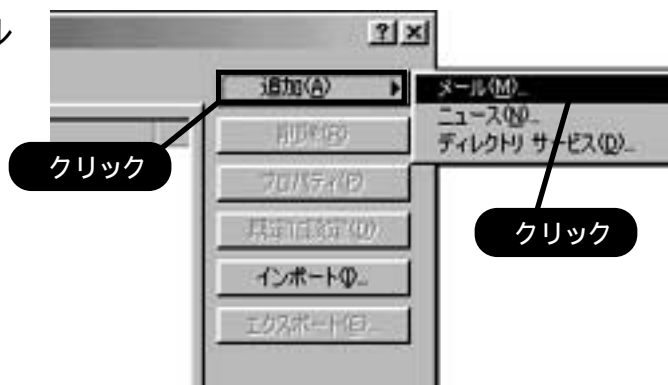 ル
追加(A)
メール(M)...
ニュース(N)...
ディレクトリ サービス(D)...
クリック
削除(R)
プロパティ(P)
クリック
既定値設定(D)
インポート(I)...
エクスポート(E)...